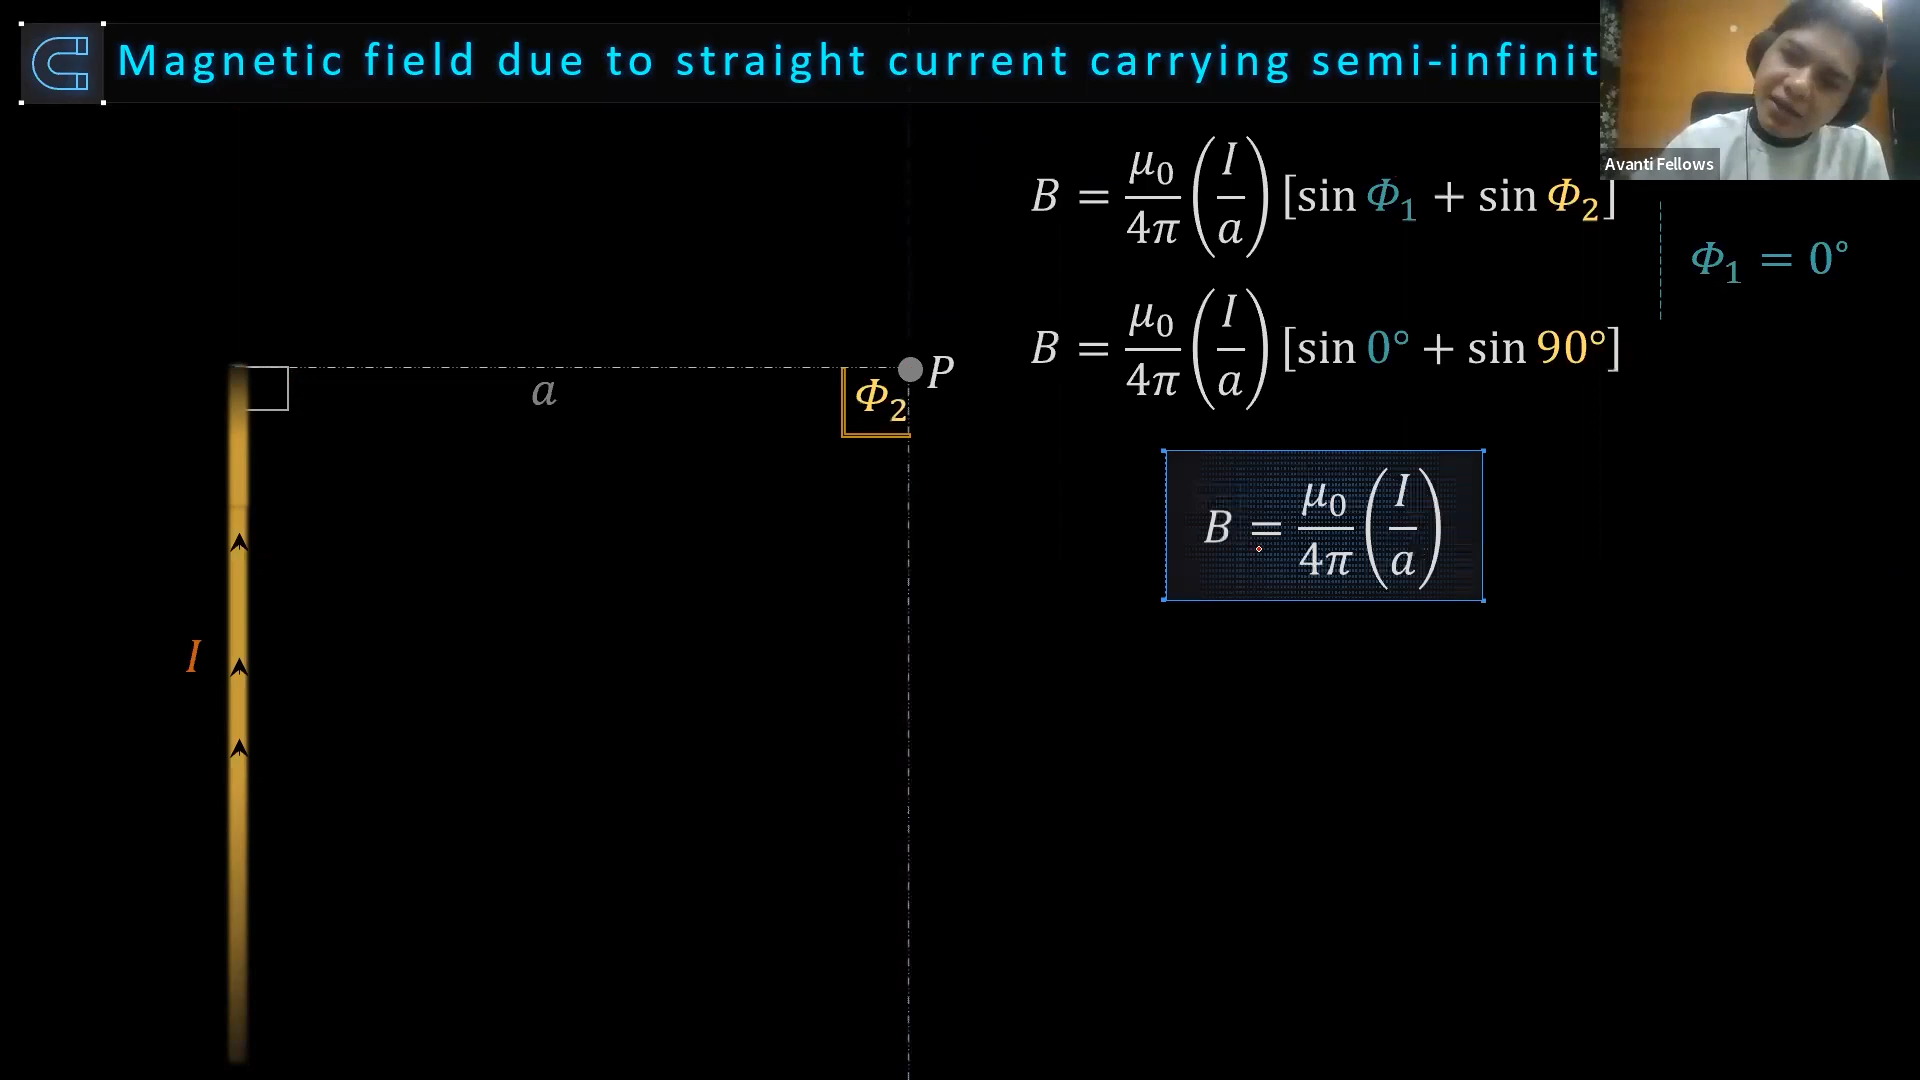 Magnetic field due to straight current carrying semi-infinit
Avanti Fellows
B = μ₀/4π (I/a) [sin Φ₁ + sin Φ₂]
Φ₁ = 0°
B = μ₀/4π (I/a) [sin 0° + sin 90°]
P
a
Φ₂
B = μ₀/4π (I/a)
I